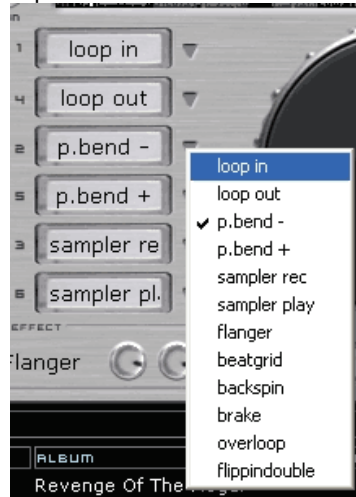 1 loop in
4 loop out
2 p.bend -
5 p.bend +
3 sampler re
6 sampler pl
loop in
loop out
p.bend -
p.bend +
sampler rec
sampler play
flanger
beatgrid
backspin
brake
overloop
flippindouble
EFFECT
Flanger
ALBUM
Revenge Of The